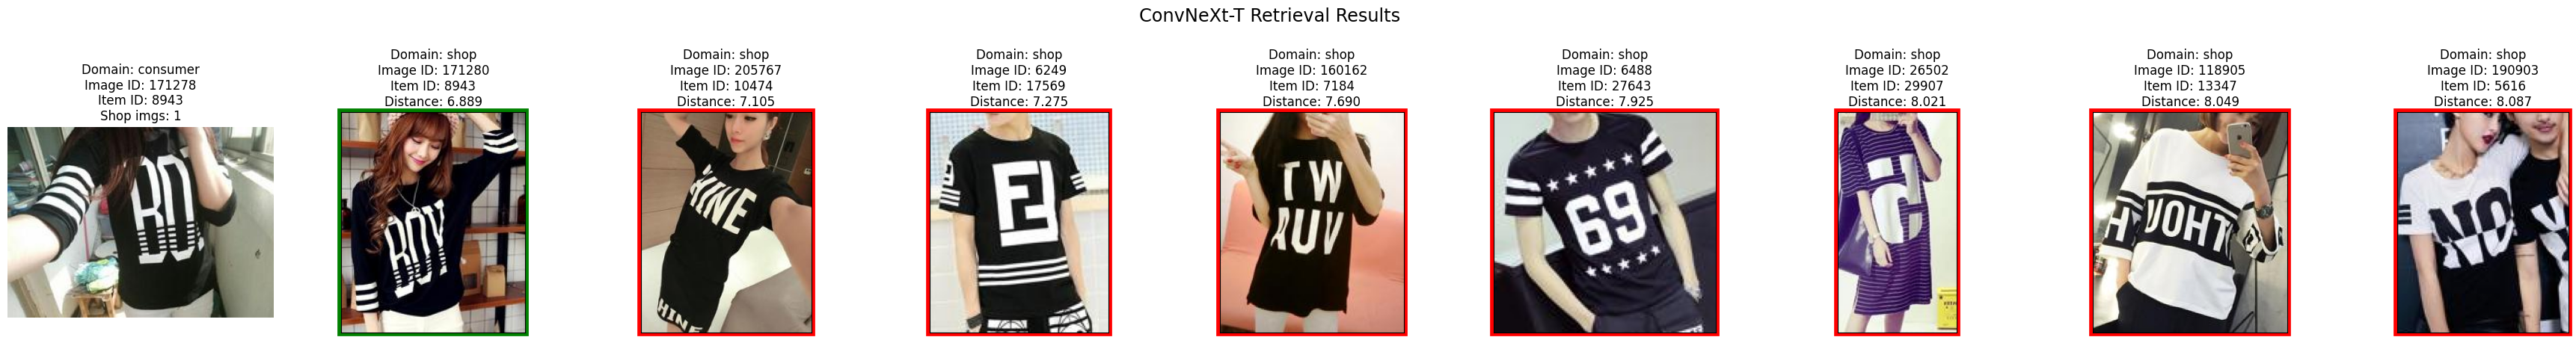 ConvNeXt-T Retrieval Results
Domain: consumer
Image ID: 171278
Item ID: 8943
Shop imgs: 1
Domain: shop
Image ID: 171280
Item ID: 8943
Distance: 6.889
Domain: shop
Image ID: 205767
Item ID: 10474
Distance: 7.105
Domain: shop
Image ID: 6249
Item ID: 17569
Distance: 7.275
Domain: shop
Image ID: 160162
Item ID: 7184
Distance: 7.690
Domain: shop
Image ID: 6488
Item ID: 27643
Distance: 7.925
Domain: shop
Image ID: 26502
Item ID: 29907
Distance: 8.021
Domain: shop
Image ID: 118905
Item ID: 13347
Distance: 8.049
Domain: shop
Image ID: 190903
Item ID: 5616
Distance: 8.087
BOY
HINE
HINE
T W
AUV
69
NO